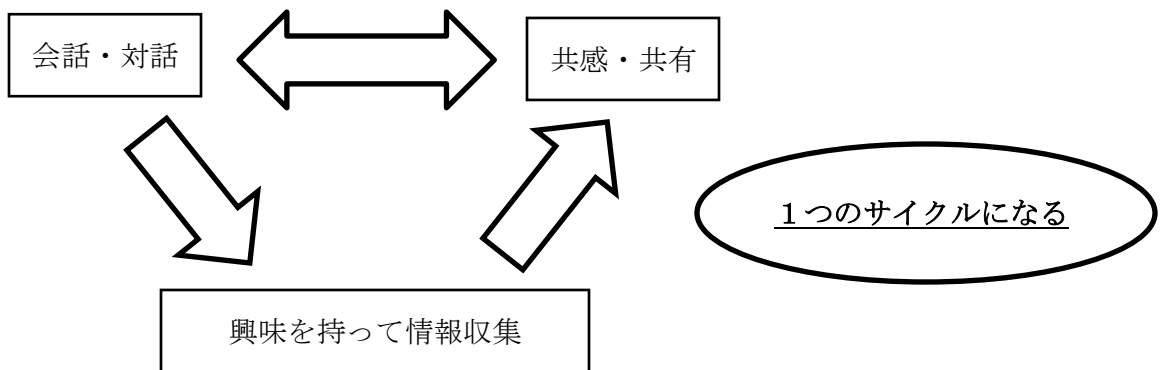 会話・対話
共感・共有
１つのサイクルになる
興味を持って情報収集